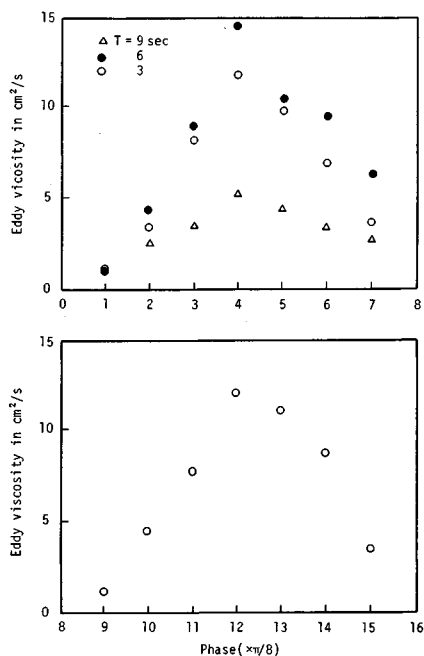 15
10
5
0
Eddy vicosity in cm²/s
△ T = 9 sec
● 6
○ 3
0 1 2 3 4 5 6 7 8
15
10
5
0
Eddy viscosity in cm²/s
8 9 10 11 12 13 14 15 16
Phase(×π/8)